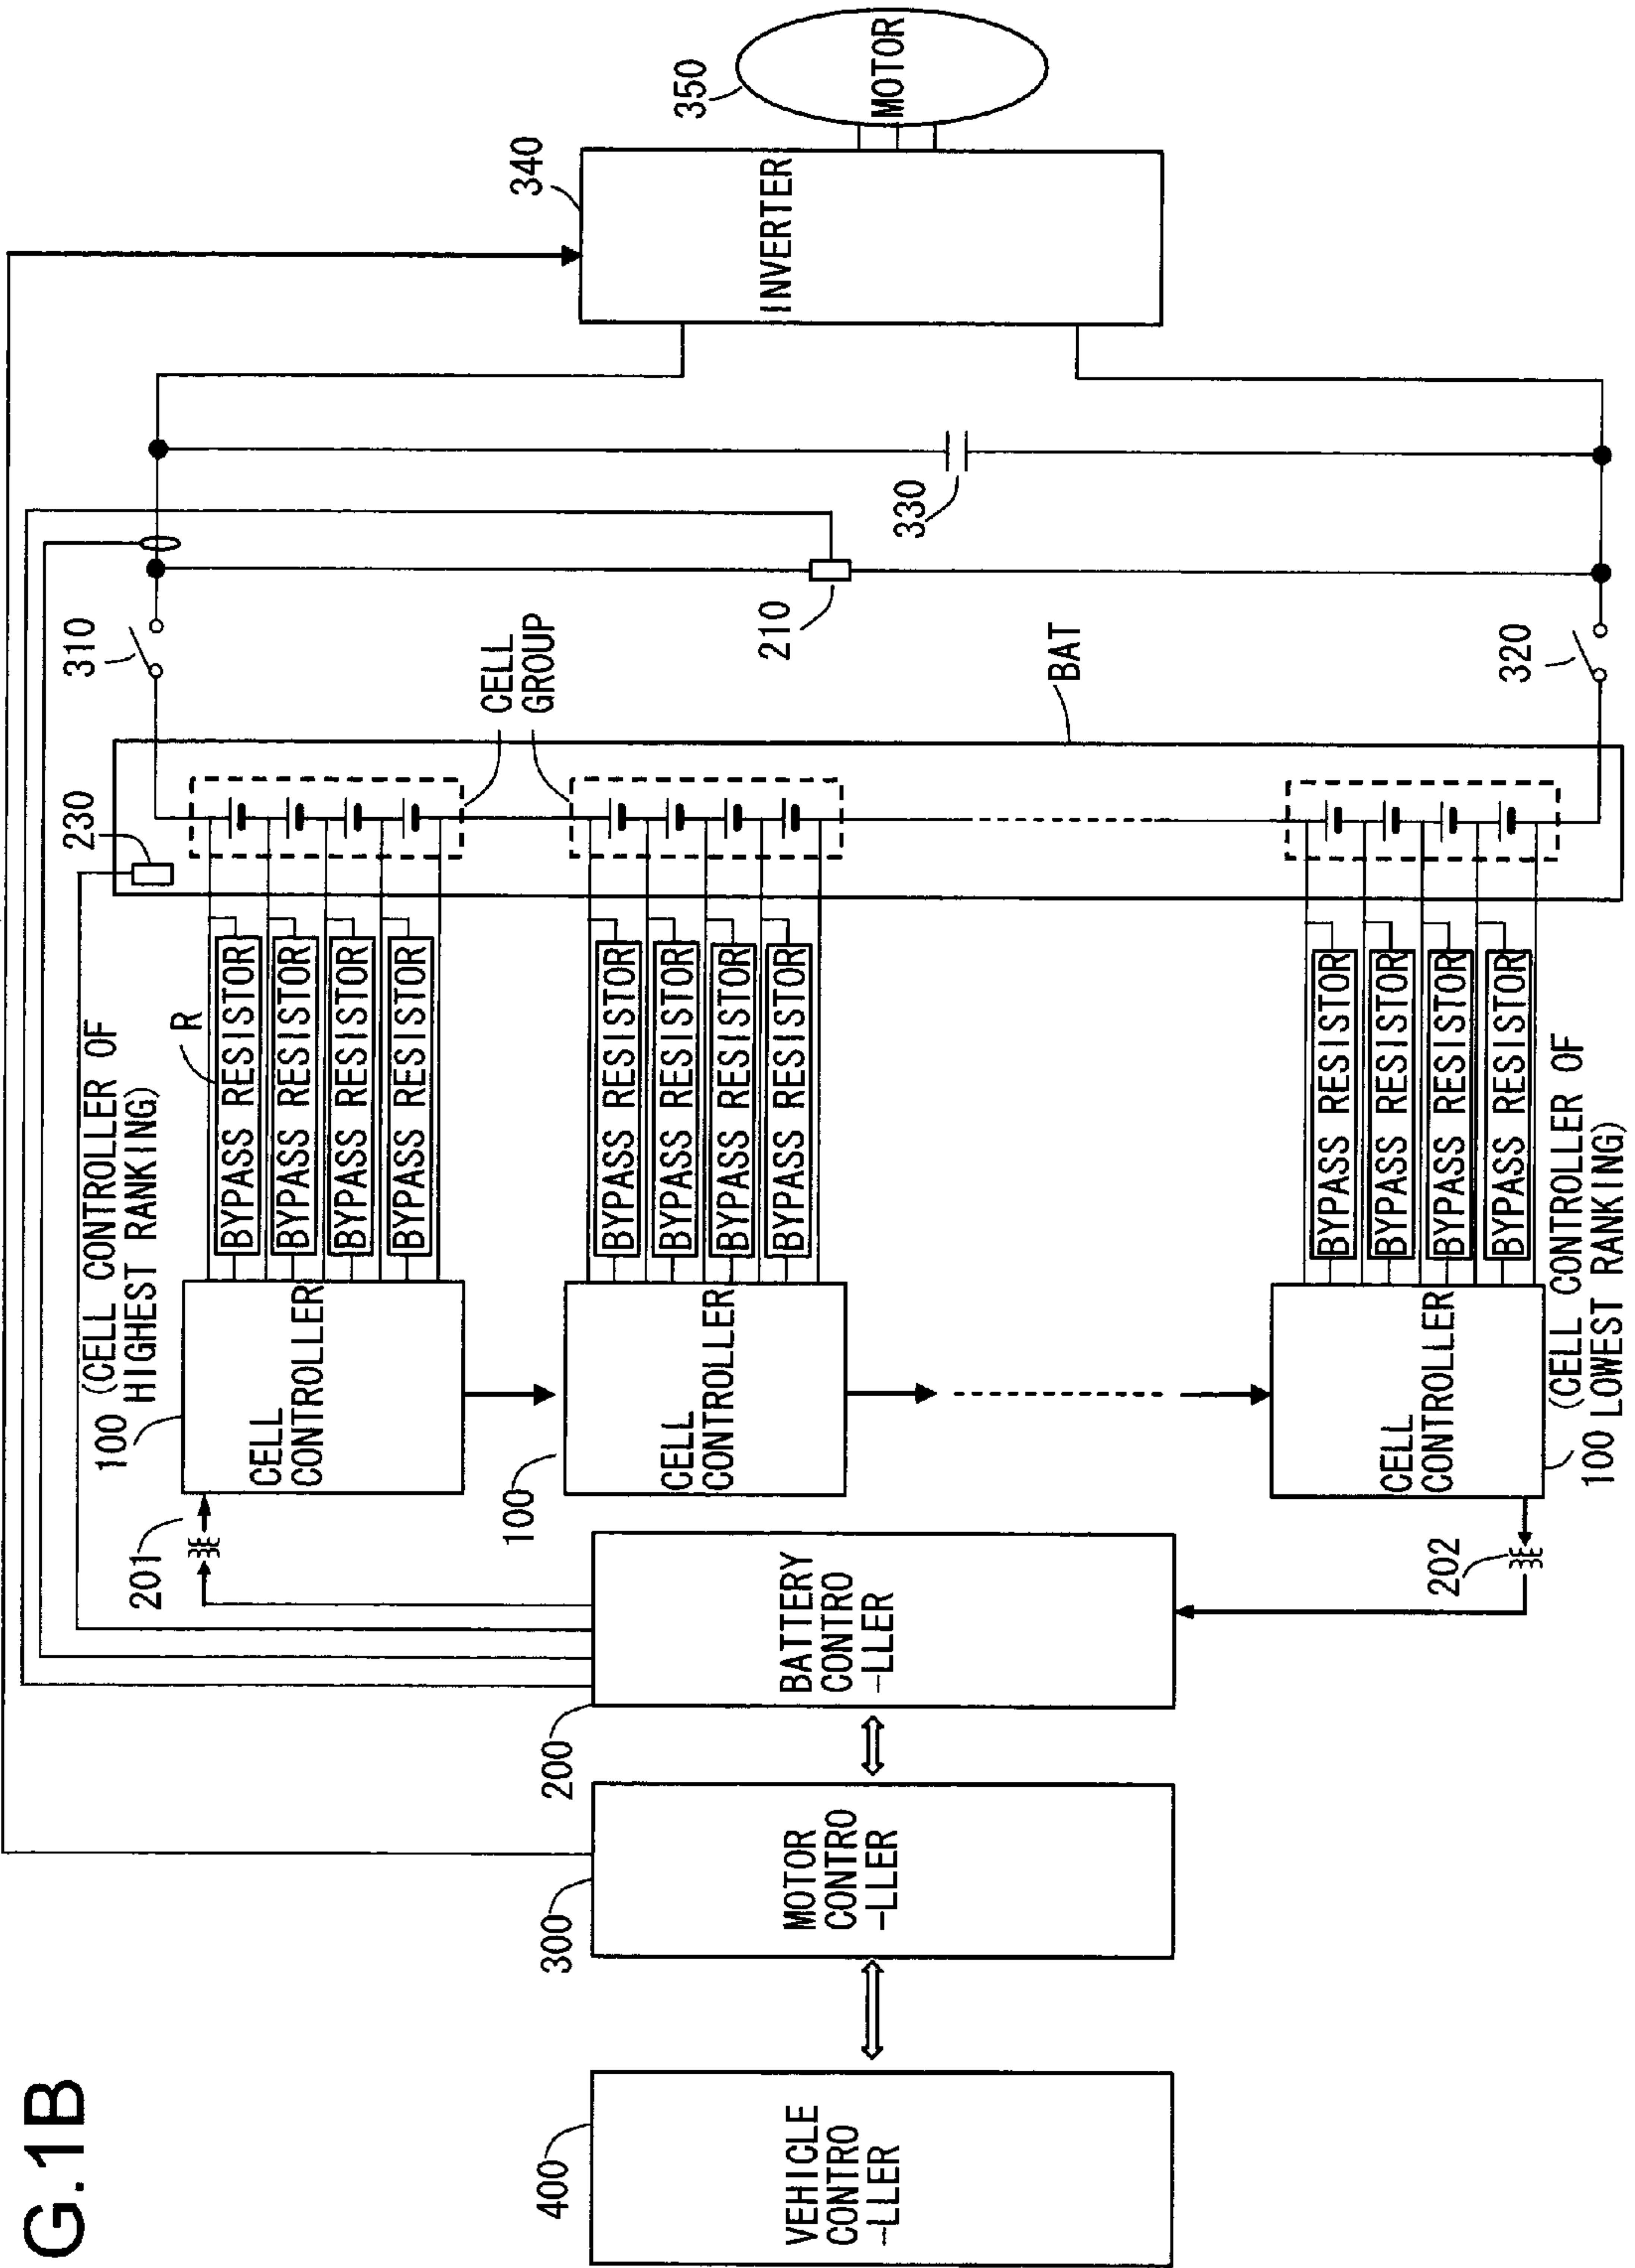 G.1B
400
VEHICLE
CONTRO
-LLER
300
MOTOR
CONTRO
-LLER
200
BATTERY
CONTRO
-LLER
201
202
100
(CELL CONTROLLER OF
HIGHEST RANKING)
CELL
CONTROLLER
100
CELL
CONTROLLER
CELL
CONTROLLER
100
(CELL CONTROLLER OF
LOWEST RANKING)
R
BYPASS RESISTOR
BYPASS RESISTOR
BYPASS RESISTOR
BYPASS RESISTOR
BYPASS RESISTOR
BYPASS RESISTOR
BYPASS RESISTOR
BYPASS RESISTOR
BYPASS RESISTOR
BYPASS RESISTOR
BYPASS RESISTOR
BYPASS RESISTOR
230
CELL
GROUP
BAT
310
210
320
330
340
INVERTER
350
MOTOR